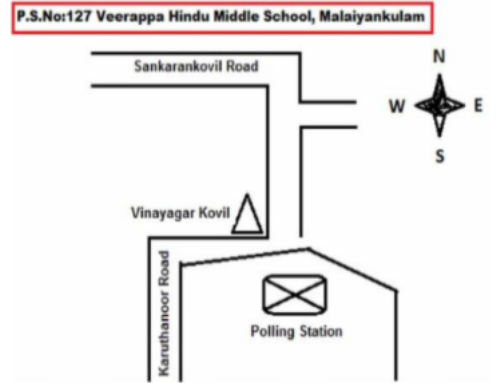 P.S.No:127 Veerappa Hindu Middle School, Malaiyankulam
Sankarankovil Road
N
W E
S
Vinayagar Kovil
Karuthanoor Road
Polling Station